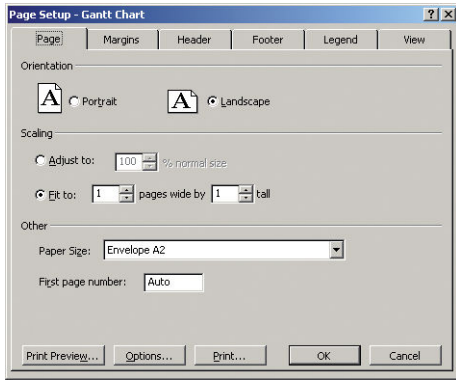 Page Setup - Gantt Chart
Page Margins Header Footer Legend View
Orientation
A Portrait A Landscape
Scaling
Adjust to: 100 % normal size
Fit to: 1 pages wide by 1 tall
Other
Paper Size: Envelope A2
First page number: Auto
Print Preview... Options... Print... OK Cancel